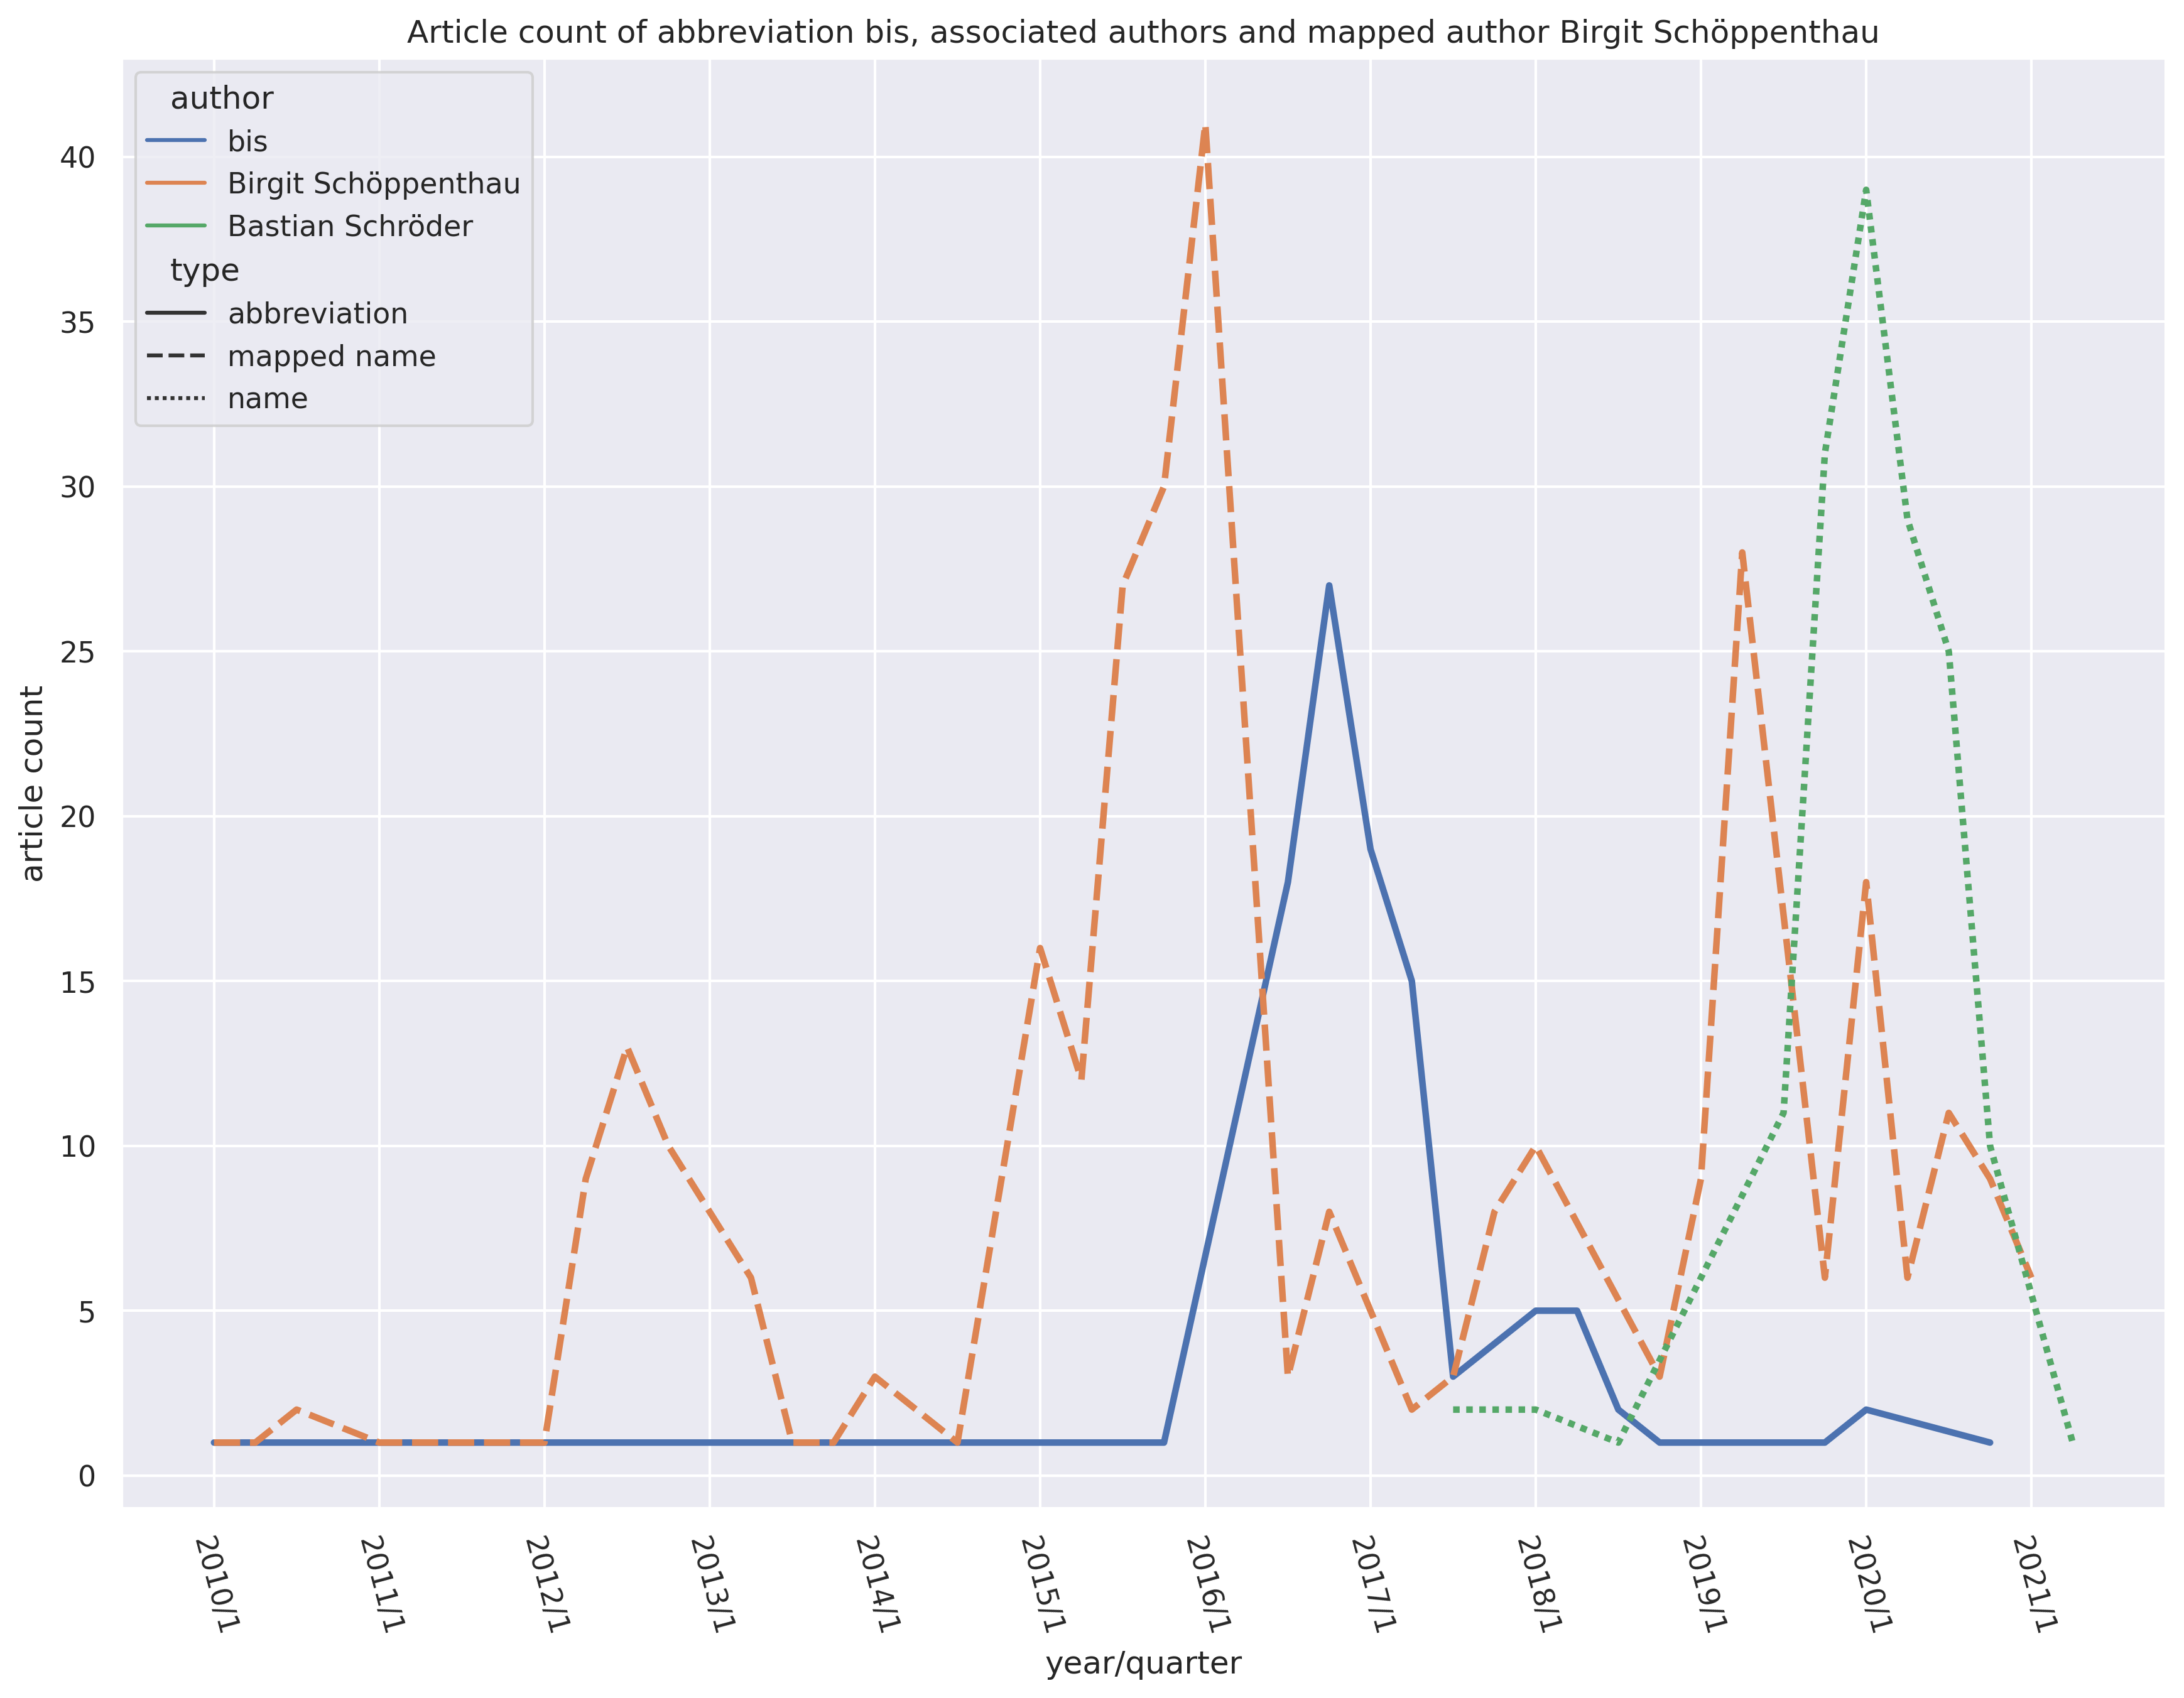 Article count of abbreviation bis, associated authors and mapped author Birgit Schöppenthau
author
bis
Birgit Schöppenthau
Bastian Schröder
type
abbreviation
mapped name
name
article count
40
35
30
25
20
15
10
5
0
2010/1
2011/1
2012/1
2013/1
2014/1
2015/1
2016/1
2017/1
2018/1
2019/1
2020/1
2021/1
year/quarter